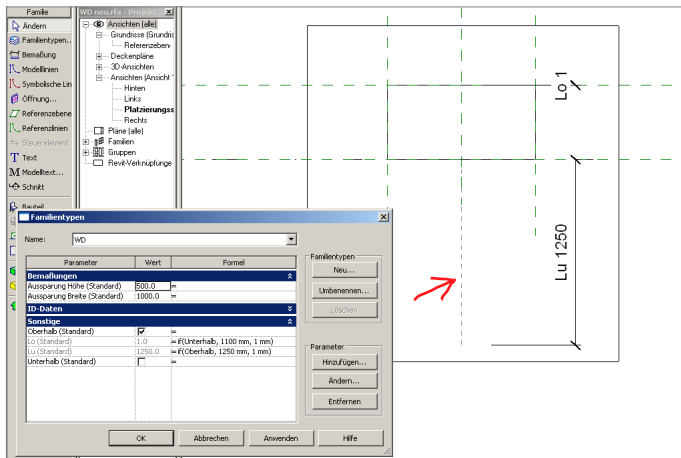 Familie
Ändern
Familientypen..
Bemaßung
Modelllinien
Symbolische Lin
Öffnung...
Referenzebene
Referenzlinien
Steuerelement
Text
Modelltext...
Schnitt
Bauteil
WD neu.rfa - Projekt...
Ansichten (alle)
Grundrisse (Grundris
Referenzeben
Deckenpläne
3D-Ansichten
Ansichten (Ansicht
Hinten
Links
Platzierungss
Rechts
Pläne (alle)
Familien
Gruppen
Revit-Verknüpfunge
Lo 1
Lu 1250
Familientypen
Name: WD
Parameter Wert Formel
Bemaßungen
Aussparung Höhe (Standard) 500.0 =
Aussparung Breite (Standard) 1000.0 =
ID-Daten
Sonstige
Oberhalb (Standard) =
Lo (Standard) 1.0 = if(Unterhalb, 1100 mm, 1 mm)
Lu (Standard) 1250.0 = if(Oberhalb, 1250 mm, 1 mm)
Unterhalb (Standard) =
Familientypen
Neu...
Umbenennen...
Löschen
Parameter
Hinzufügen...
Ändern...
Entfernen
OK Abbrechen Anwenden Hilfe